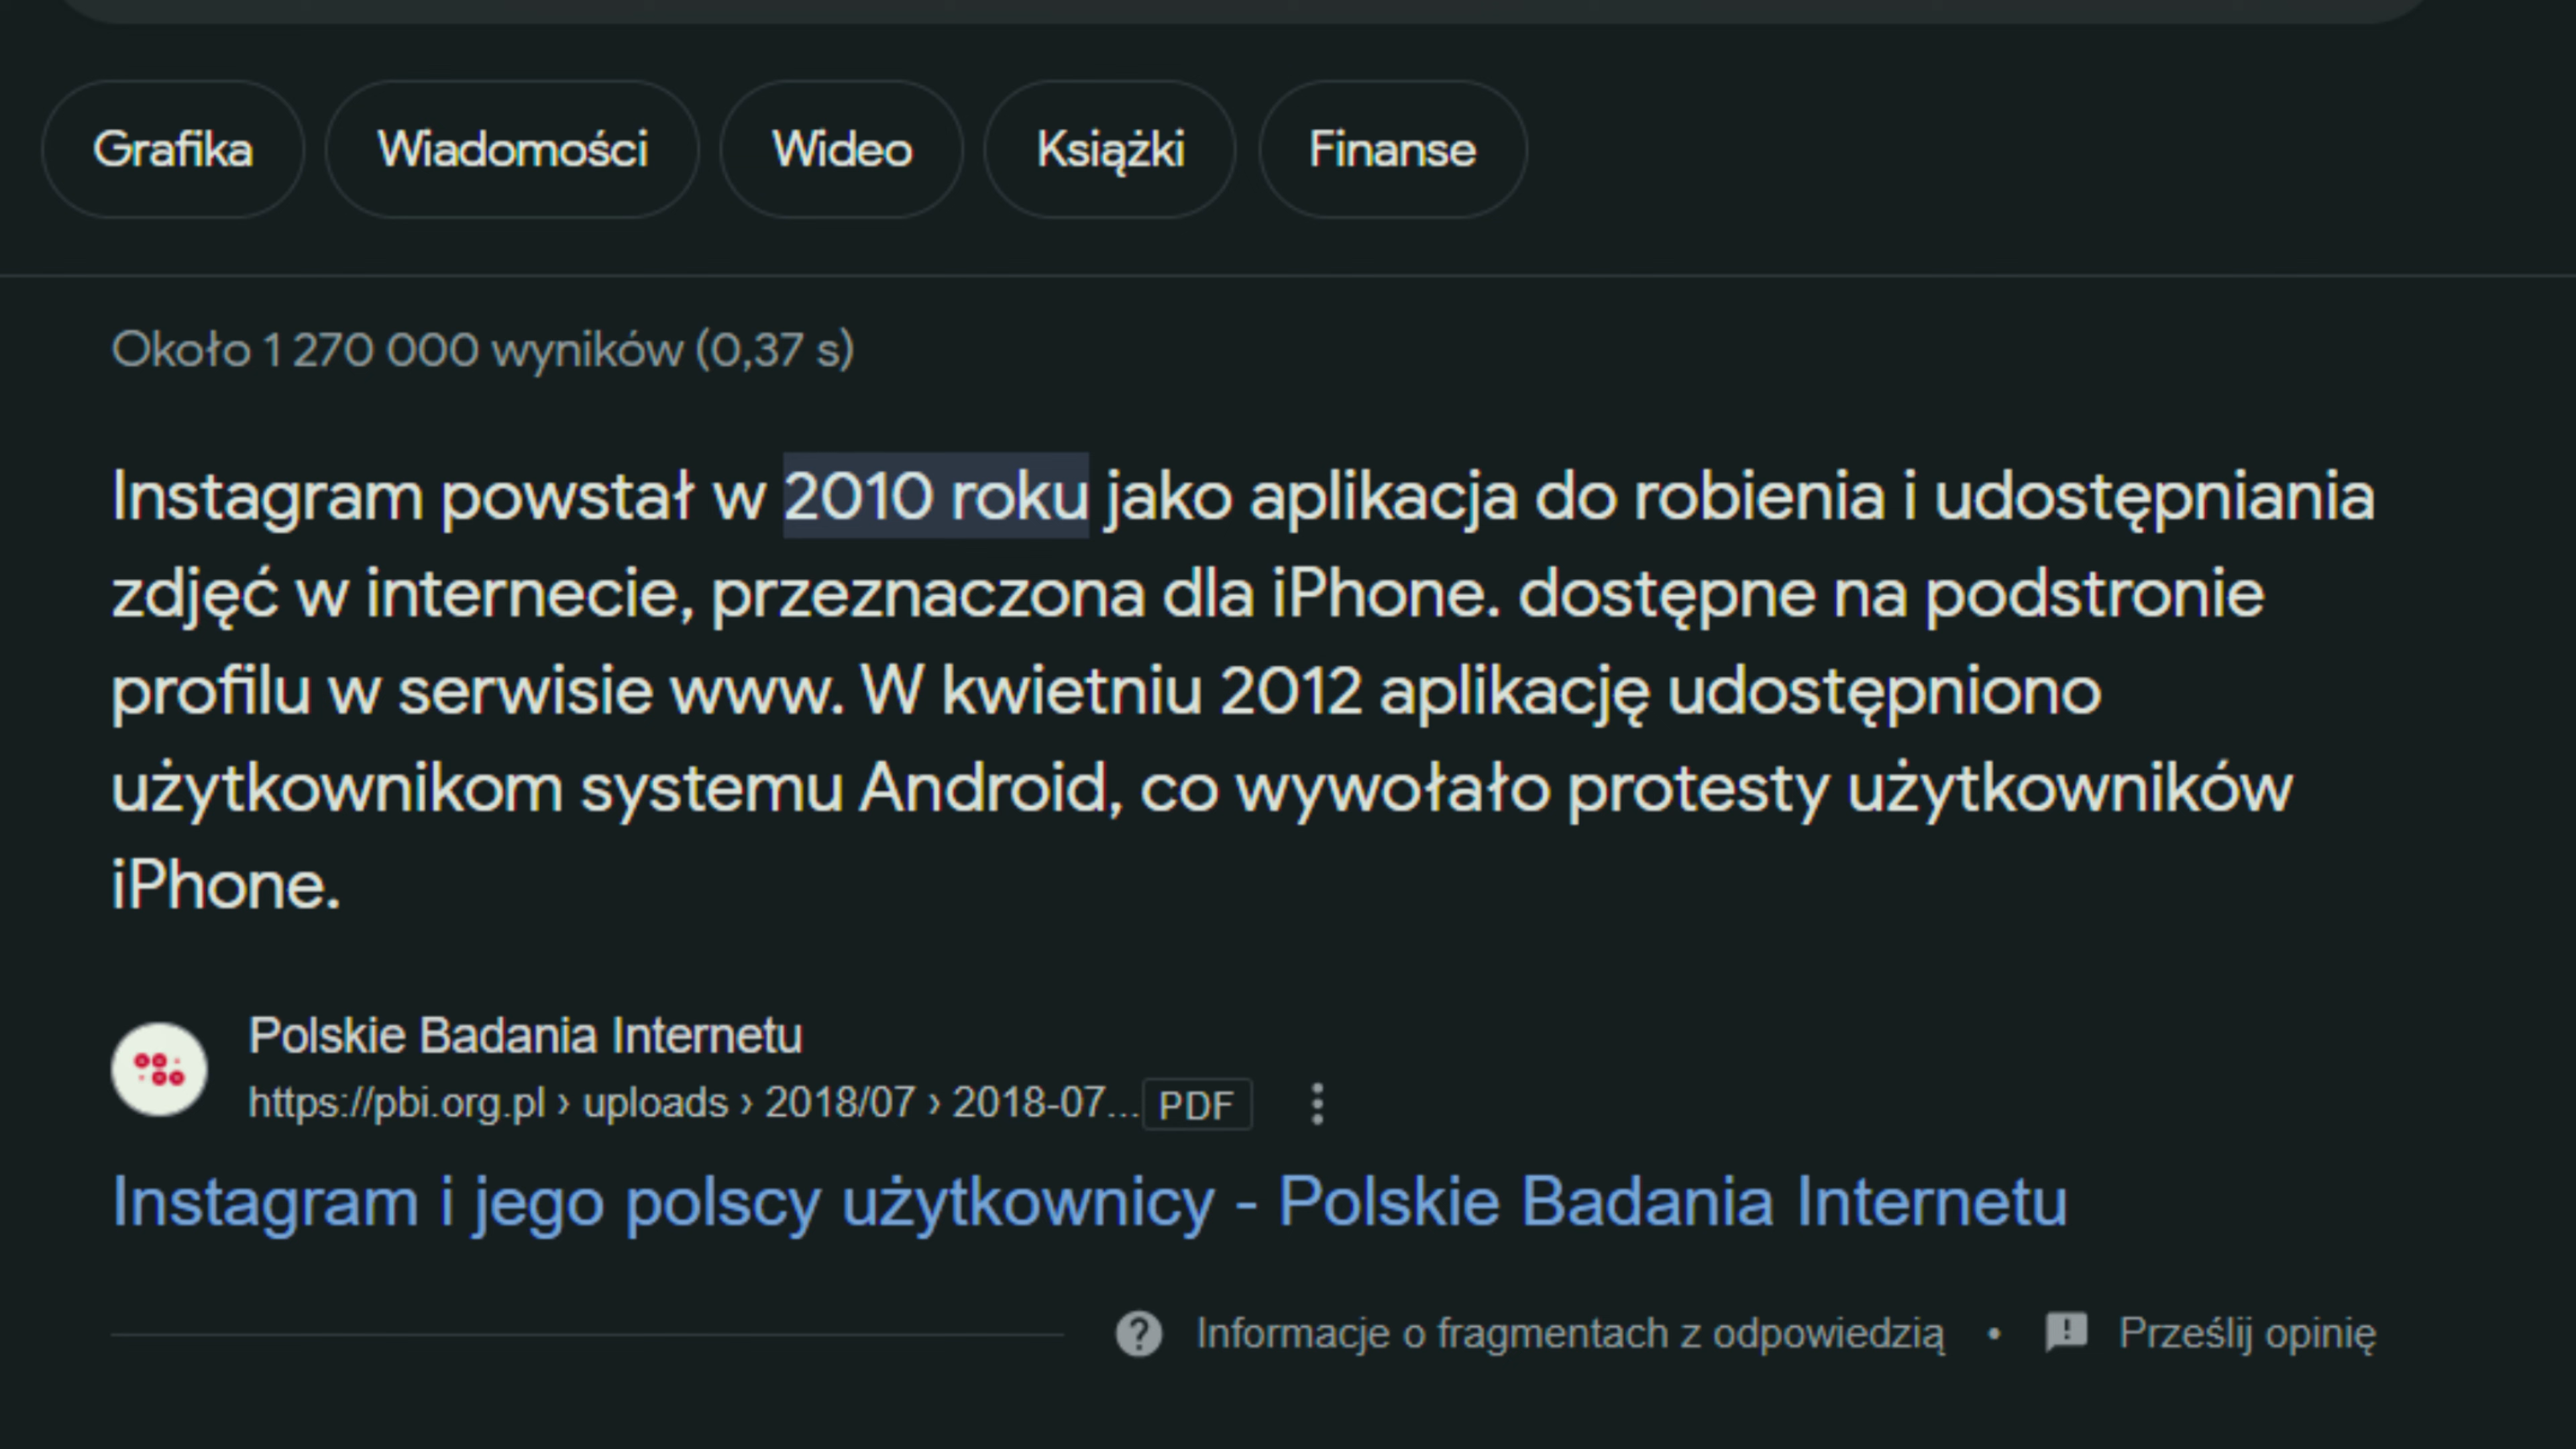 Grafika Wiadomości Wideo Książki Finanse
Około 1 270 000 wyników (0,37 s)
Instagram powstał w 2010 roku jako aplikacja do robienia i udostępniania
zdjęć w internecie, przeznaczona dla iPhone. dostępne na podstronie
profilu w serwisie www. W kwietniu 2012 aplikację udostępniono
użytkownikom systemu Android, co wywołało protesty użytkowników
iPhone.
Polskie Badania Internetu
https://pbi.org.pl › uploads › 2018/07 › 2018-07... PDF
Instagram i jego polscy użytkownicy - Polskie Badania Internetu
Informacje o fragmentach z odpowiedzią • Prześlij opinię